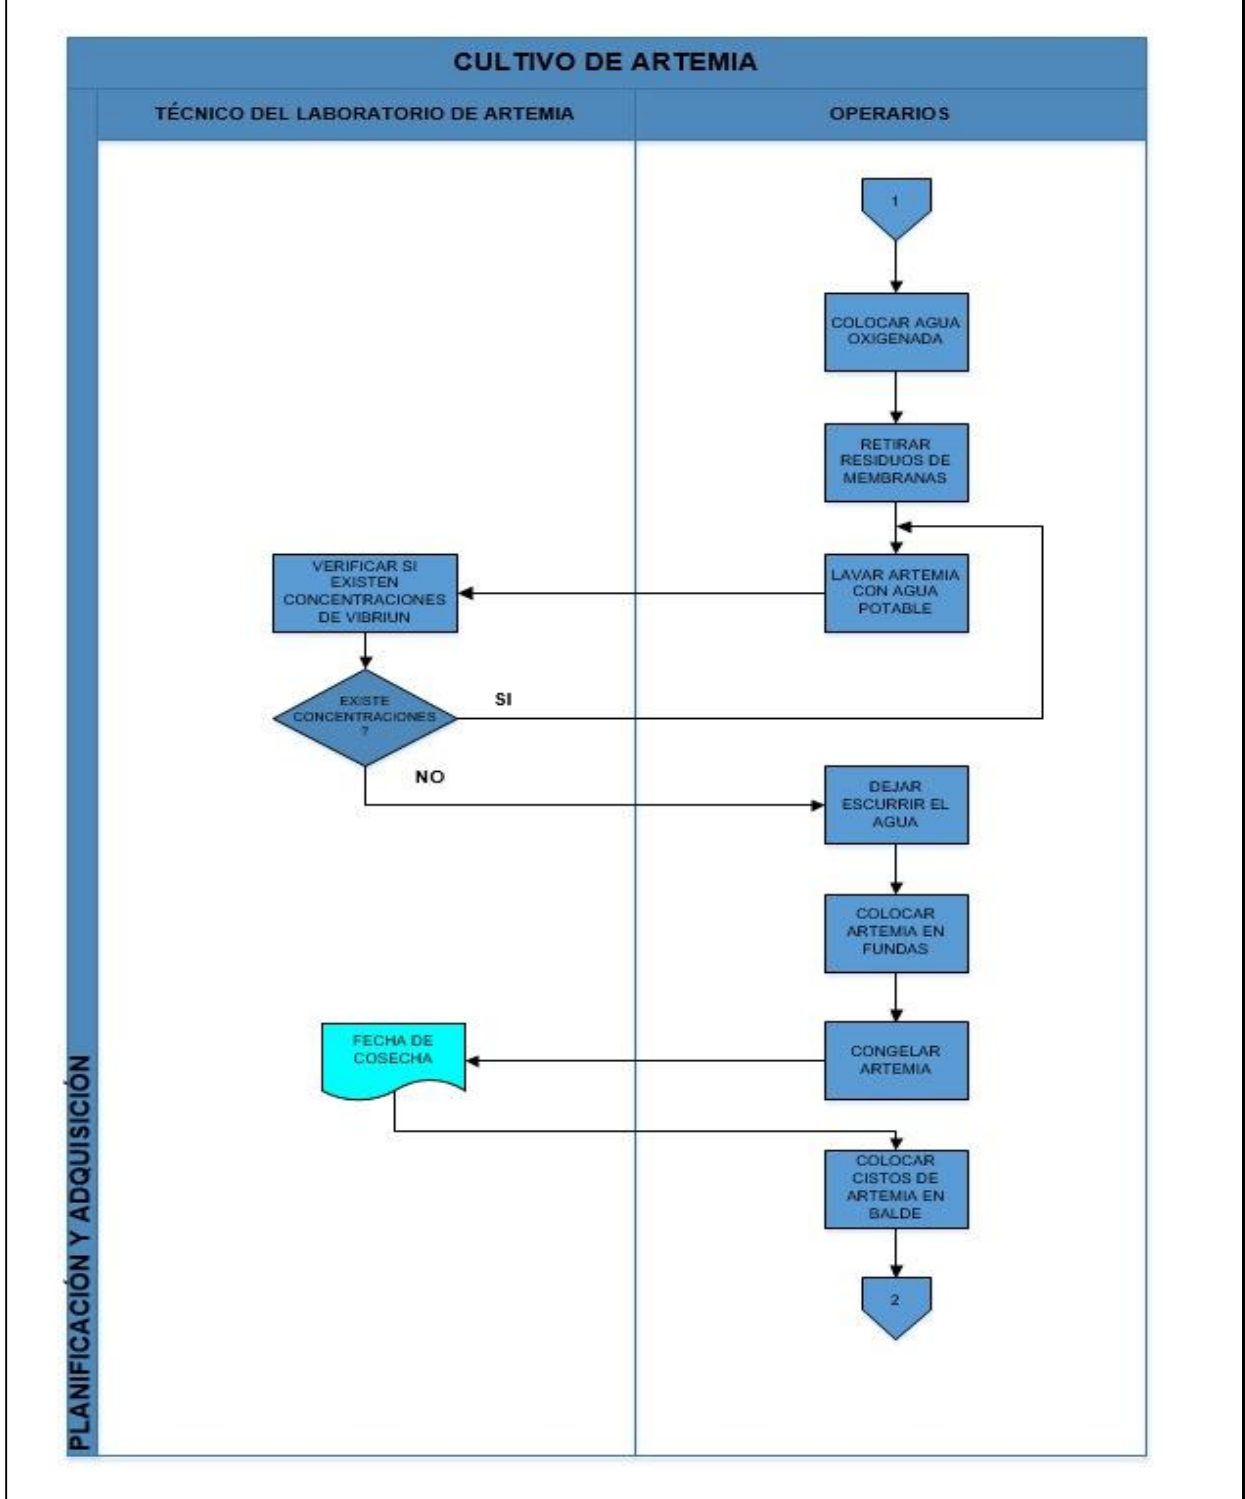 CULTIVO DE ARTEMIA
TÉCNICO DEL LABORATORIO DE ARTEMIA
OPERARIOS
PLANIFICACIÓN Y ADQUISICIÓN
1
COLOCAR AGUA
OXIGENADA
RETIRAR
RESIDUOS DE
MEMBRANAS
LAVAR ARTEMIA
CON AGUA
POTABLE
VERIFICAR SI
EXISTEN
CONCENTRACIONES
DE VIBRIUN
EXISTE
CONCENTRACIONES
?
SI
NO
DEJAR
ESCURRIR EL
AGUA
COLOCAR
ARTEMIA EN
FUNDAS
CONGELAR
ARTEMIA
FECHA DE
COSECHA
COLOCAR
CISTOS DE
ARTEMIA EN
BALDE
2